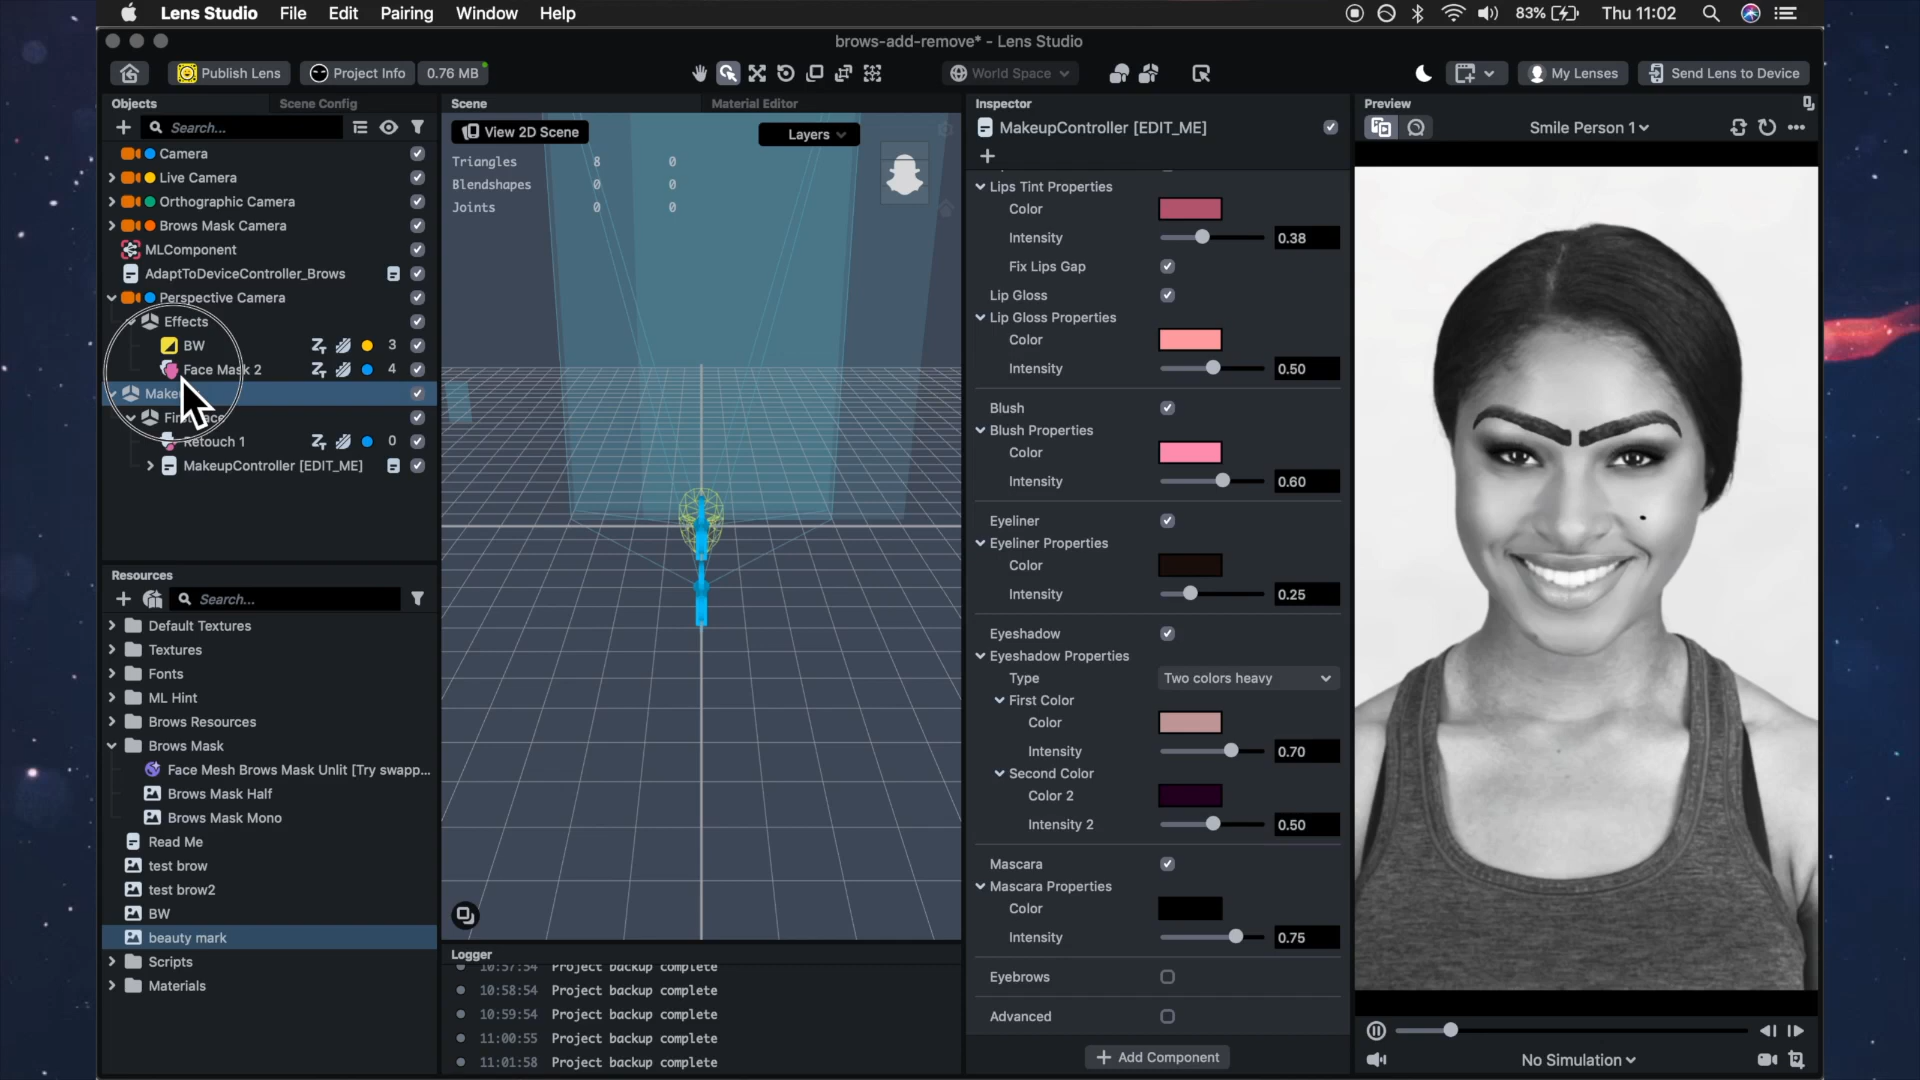 Lens Studio File Edit Pairing Window Help 83% Thu 11:02
brows-add-remove* - Lens Studio
Publish Lens Project Info 0.76 MB World Space My Lenses Send Lens to Device
Objects Scene Config
Search...
Camera
Live Camera
Orthographic Camera
Brows Mask Camera
MLComponent
AdaptToDeviceController_Brows
Perspective Camera
Effects
BW 3
Face Mask 2 4
Retouch 1 0
MakeupController [EDIT_ME]
Resources
Search...
Default Textures
Textures
Fonts
ML Hint
Brows Resources
Brows Mask
Face Mesh Brows Mask Unlit [Try swapp...
Brows Mask Half
Brows Mask Mono
Read Me
test brow
test brow2
BW
beauty mark
Scripts
Materials
Scene Material Editor
View 2D Scene Layers
Triangles 8 0
Blendshapes 0 0
Joints 0 0
Logger
10:57:54 Project backup complete
10:58:54 Project backup complete
10:59:54 Project backup complete
11:00:55 Project backup complete
11:01:58 Project backup complete
Inspector
MakeupController [EDIT_ME]
Lips Tint Properties
Color
Intensity 0.38
Fix Lips Gap
Lip Gloss
Lip Gloss Properties
Color
Intensity 0.50
Blush
Blush Properties
Color
Intensity 0.60
Eyeliner
Eyeliner Properties
Color
Intensity 0.25
Eyeshadow
Eyeshadow Properties
Type Two colors heavy
First Color
Color
Intensity 0.70
Second Color
Color 2
Intensity 2 0.50
Mascara
Mascara Properties
Color
Intensity 0.75
Eyebrows
Advanced
Add Component
Preview
Smile Person 1
No Simulation